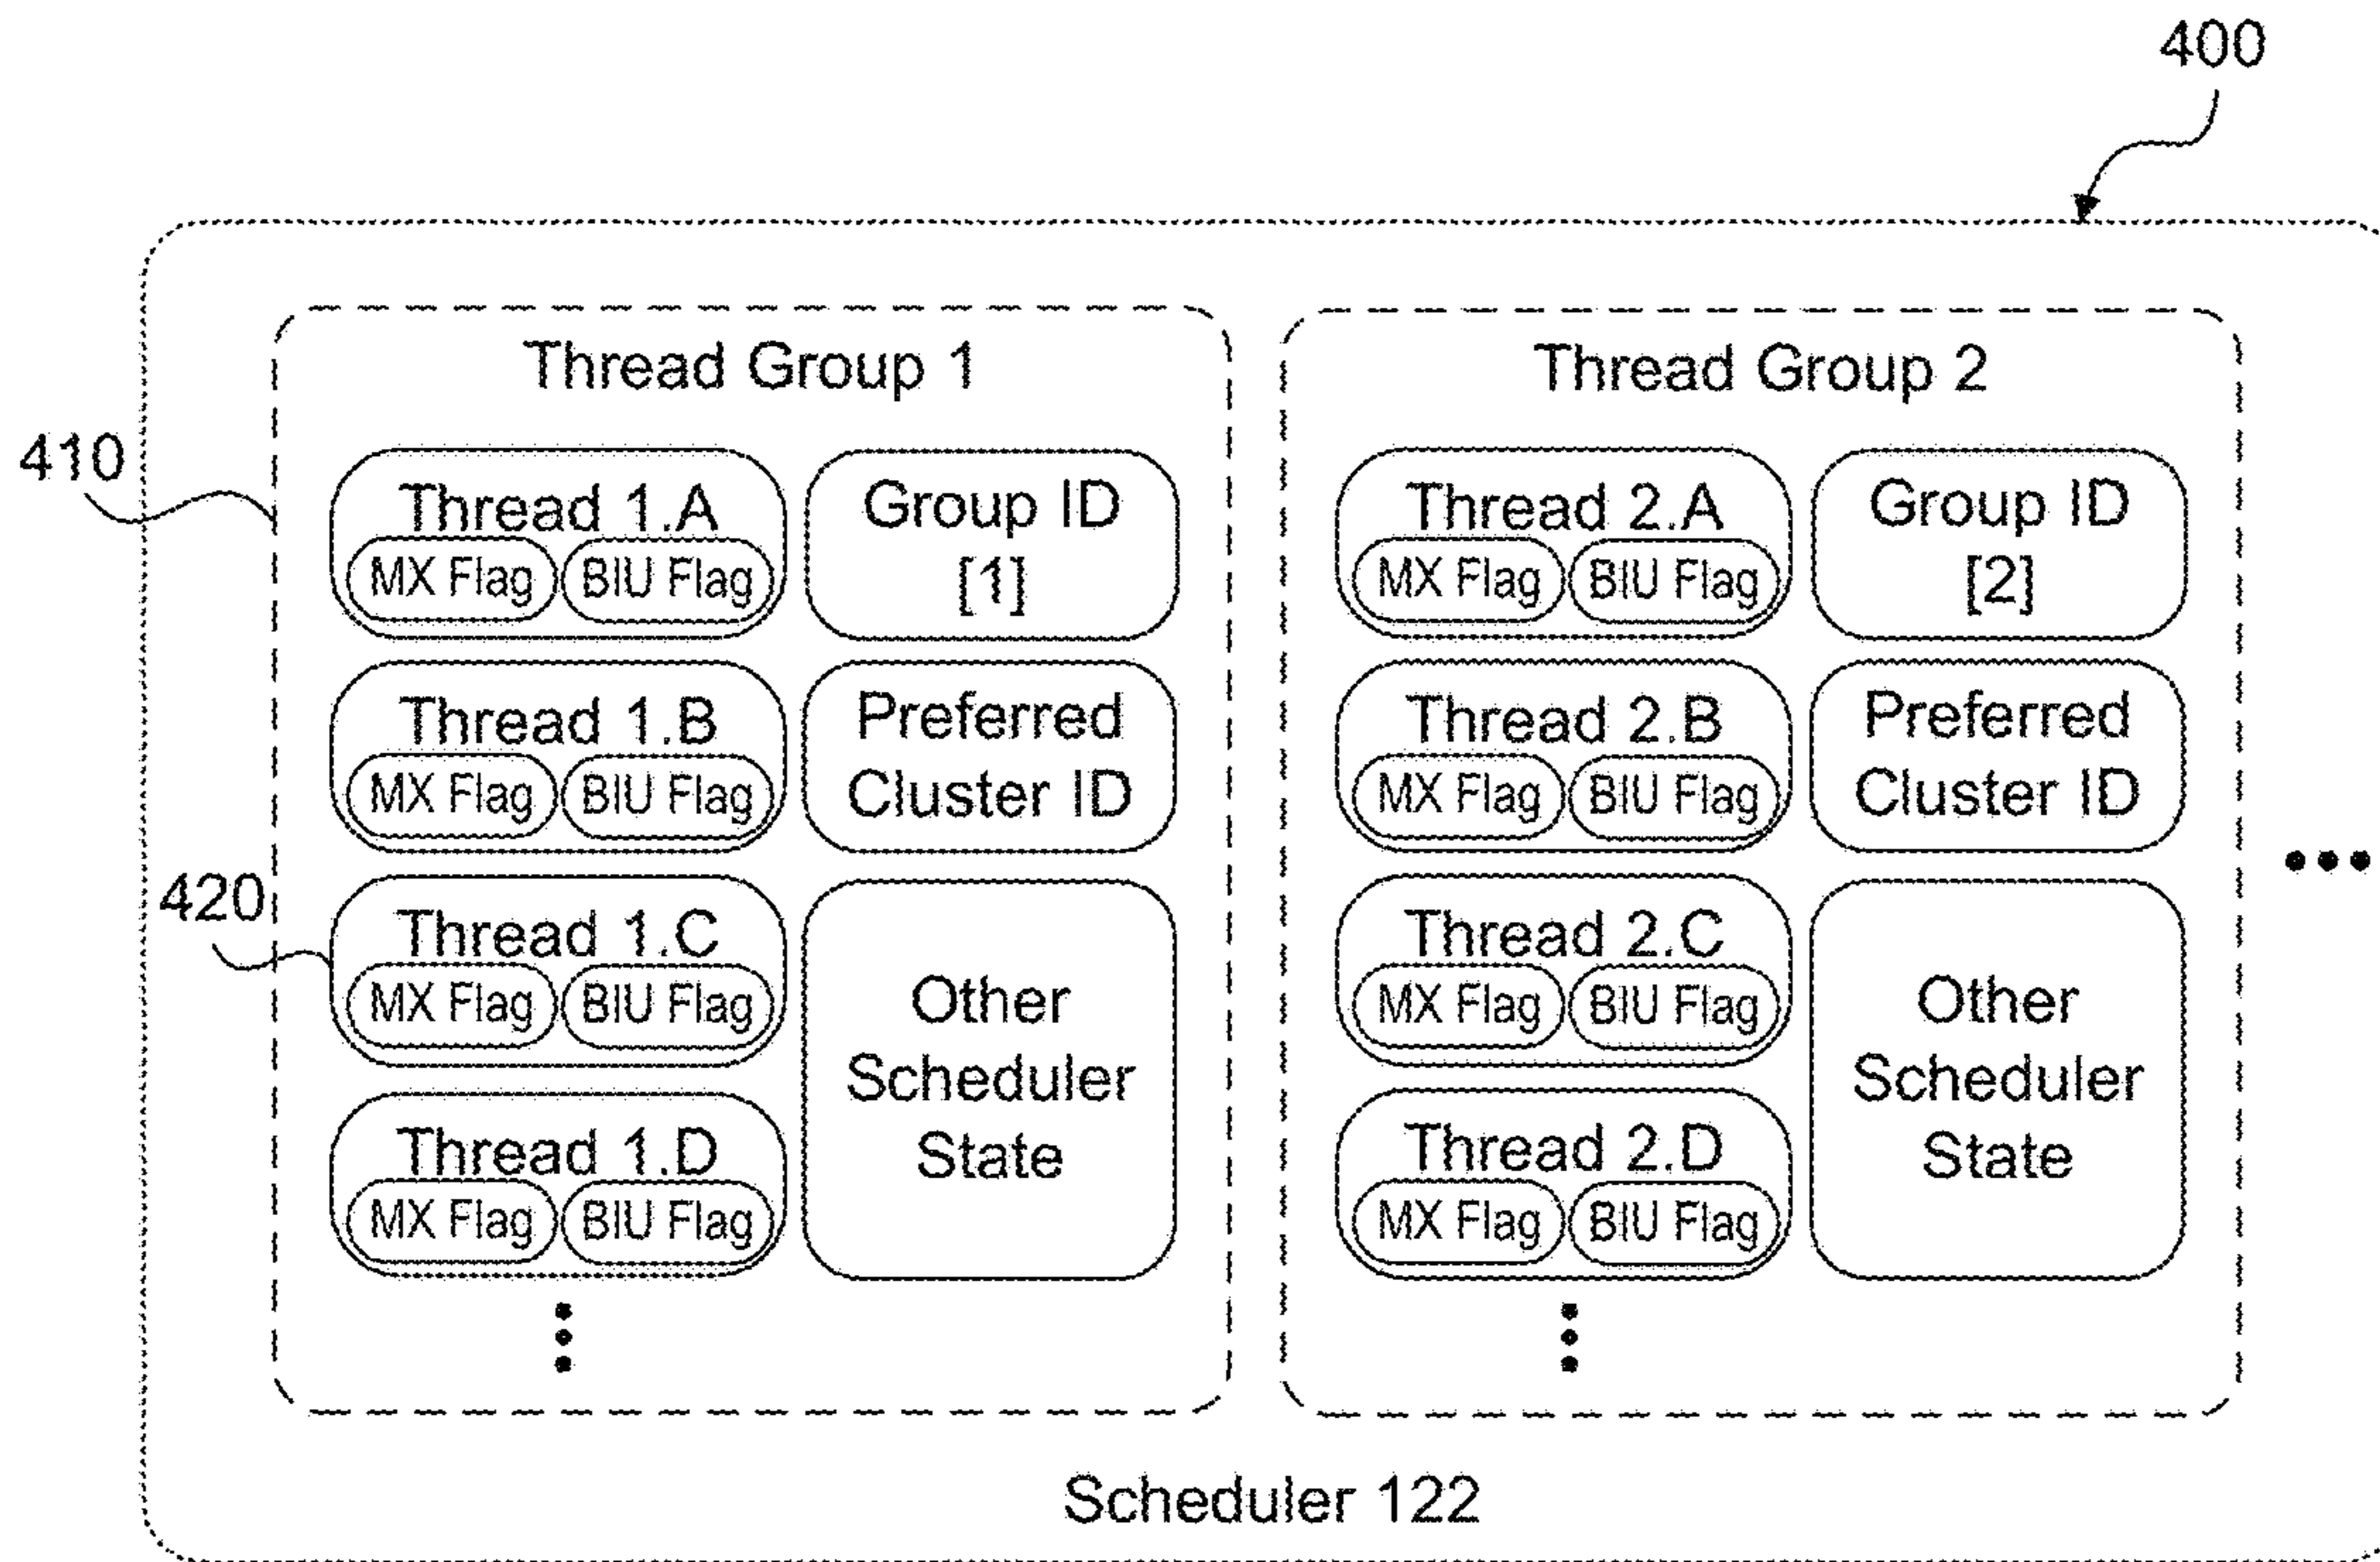 400
Thread Group 1
410
Thread 1.A
MX Flag BIU Flag
Group ID
[1]
Thread 1.B
MX Flag BIU Flag
Preferred
Cluster ID
420
Thread 1.C
MX Flag BIU Flag
Thread 1.D
MX Flag BIU Flag
Other
Scheduler
State
Thread Group 2
Thread 2.A
MX Flag BIU Flag
Group ID
[2]
Thread 2.B
MX Flag BIU Flag
Preferred
Cluster ID
Thread 2.C
MX Flag BIU Flag
Thread 2.D
MX Flag BIU Flag
Other
Scheduler
State
Scheduler 122